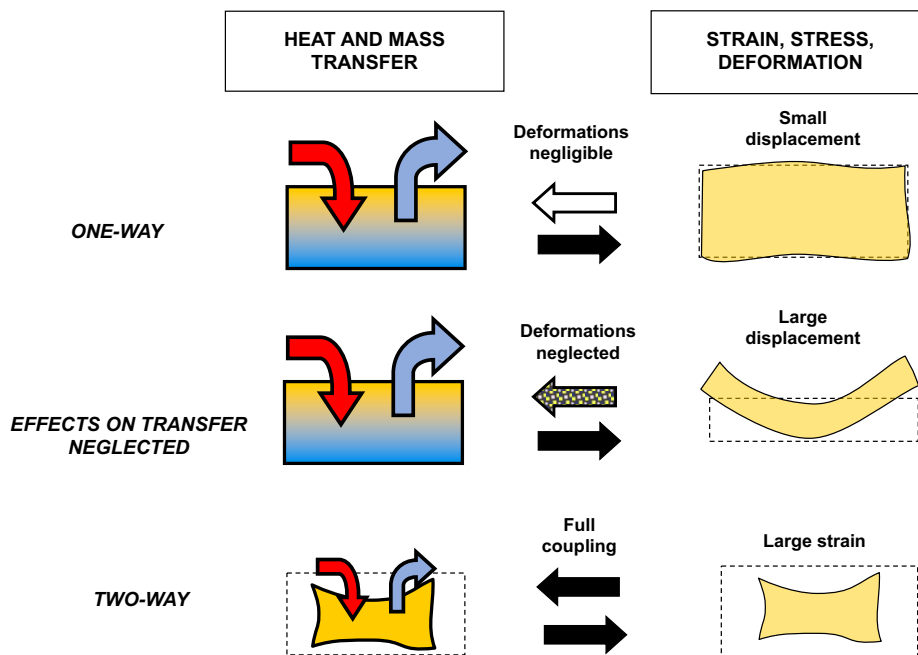 HEAT AND MASS
TRANSFER
STRAIN, STRESS,
DEFORMATION
ONE-WAY
Deformations
negligible
Small
displacement
EFFECTS ON TRANSFER
NEGLECTED
Deformations
neglected
Large
displacement
TWO-WAY
Full
coupling
Large strain